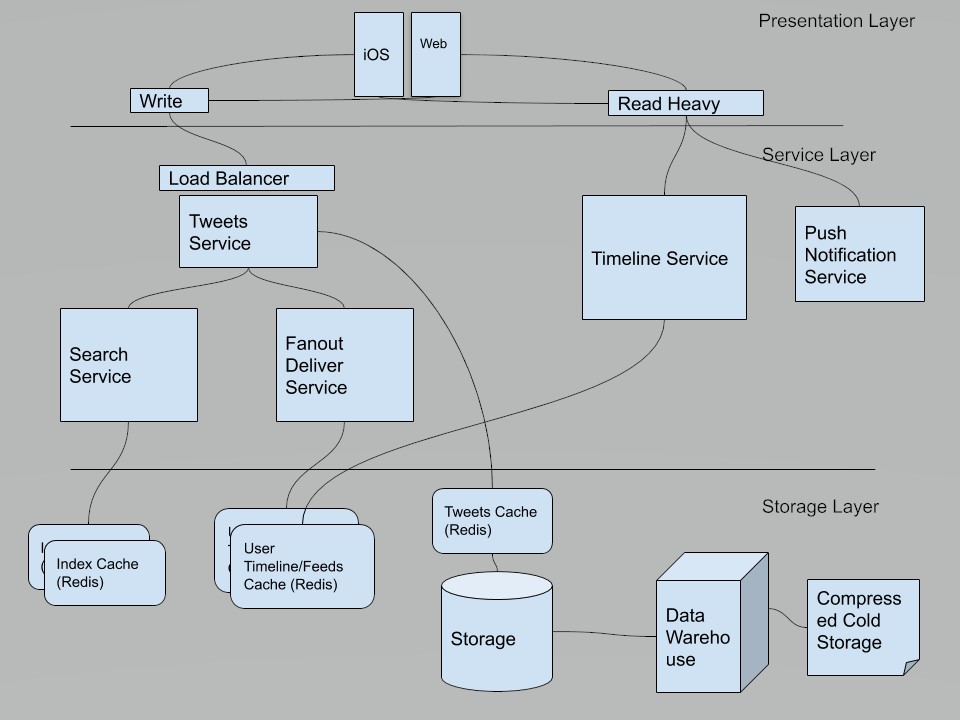 Presentation Layer
iOS
Web
Write
Read Heavy
Service Layer
Load Balancer
Tweets
Service
Timeline Service
Push
Notification
Service
Search
Service
Fanout
Deliver
Service
Storage Layer
Tweets Cache
(Redis)
Index Cache
(Redis)
User
Timeline/Feeds
Cache (Redis)
Storage
Data
Wareho
use
Compress
ed Cold
Storage